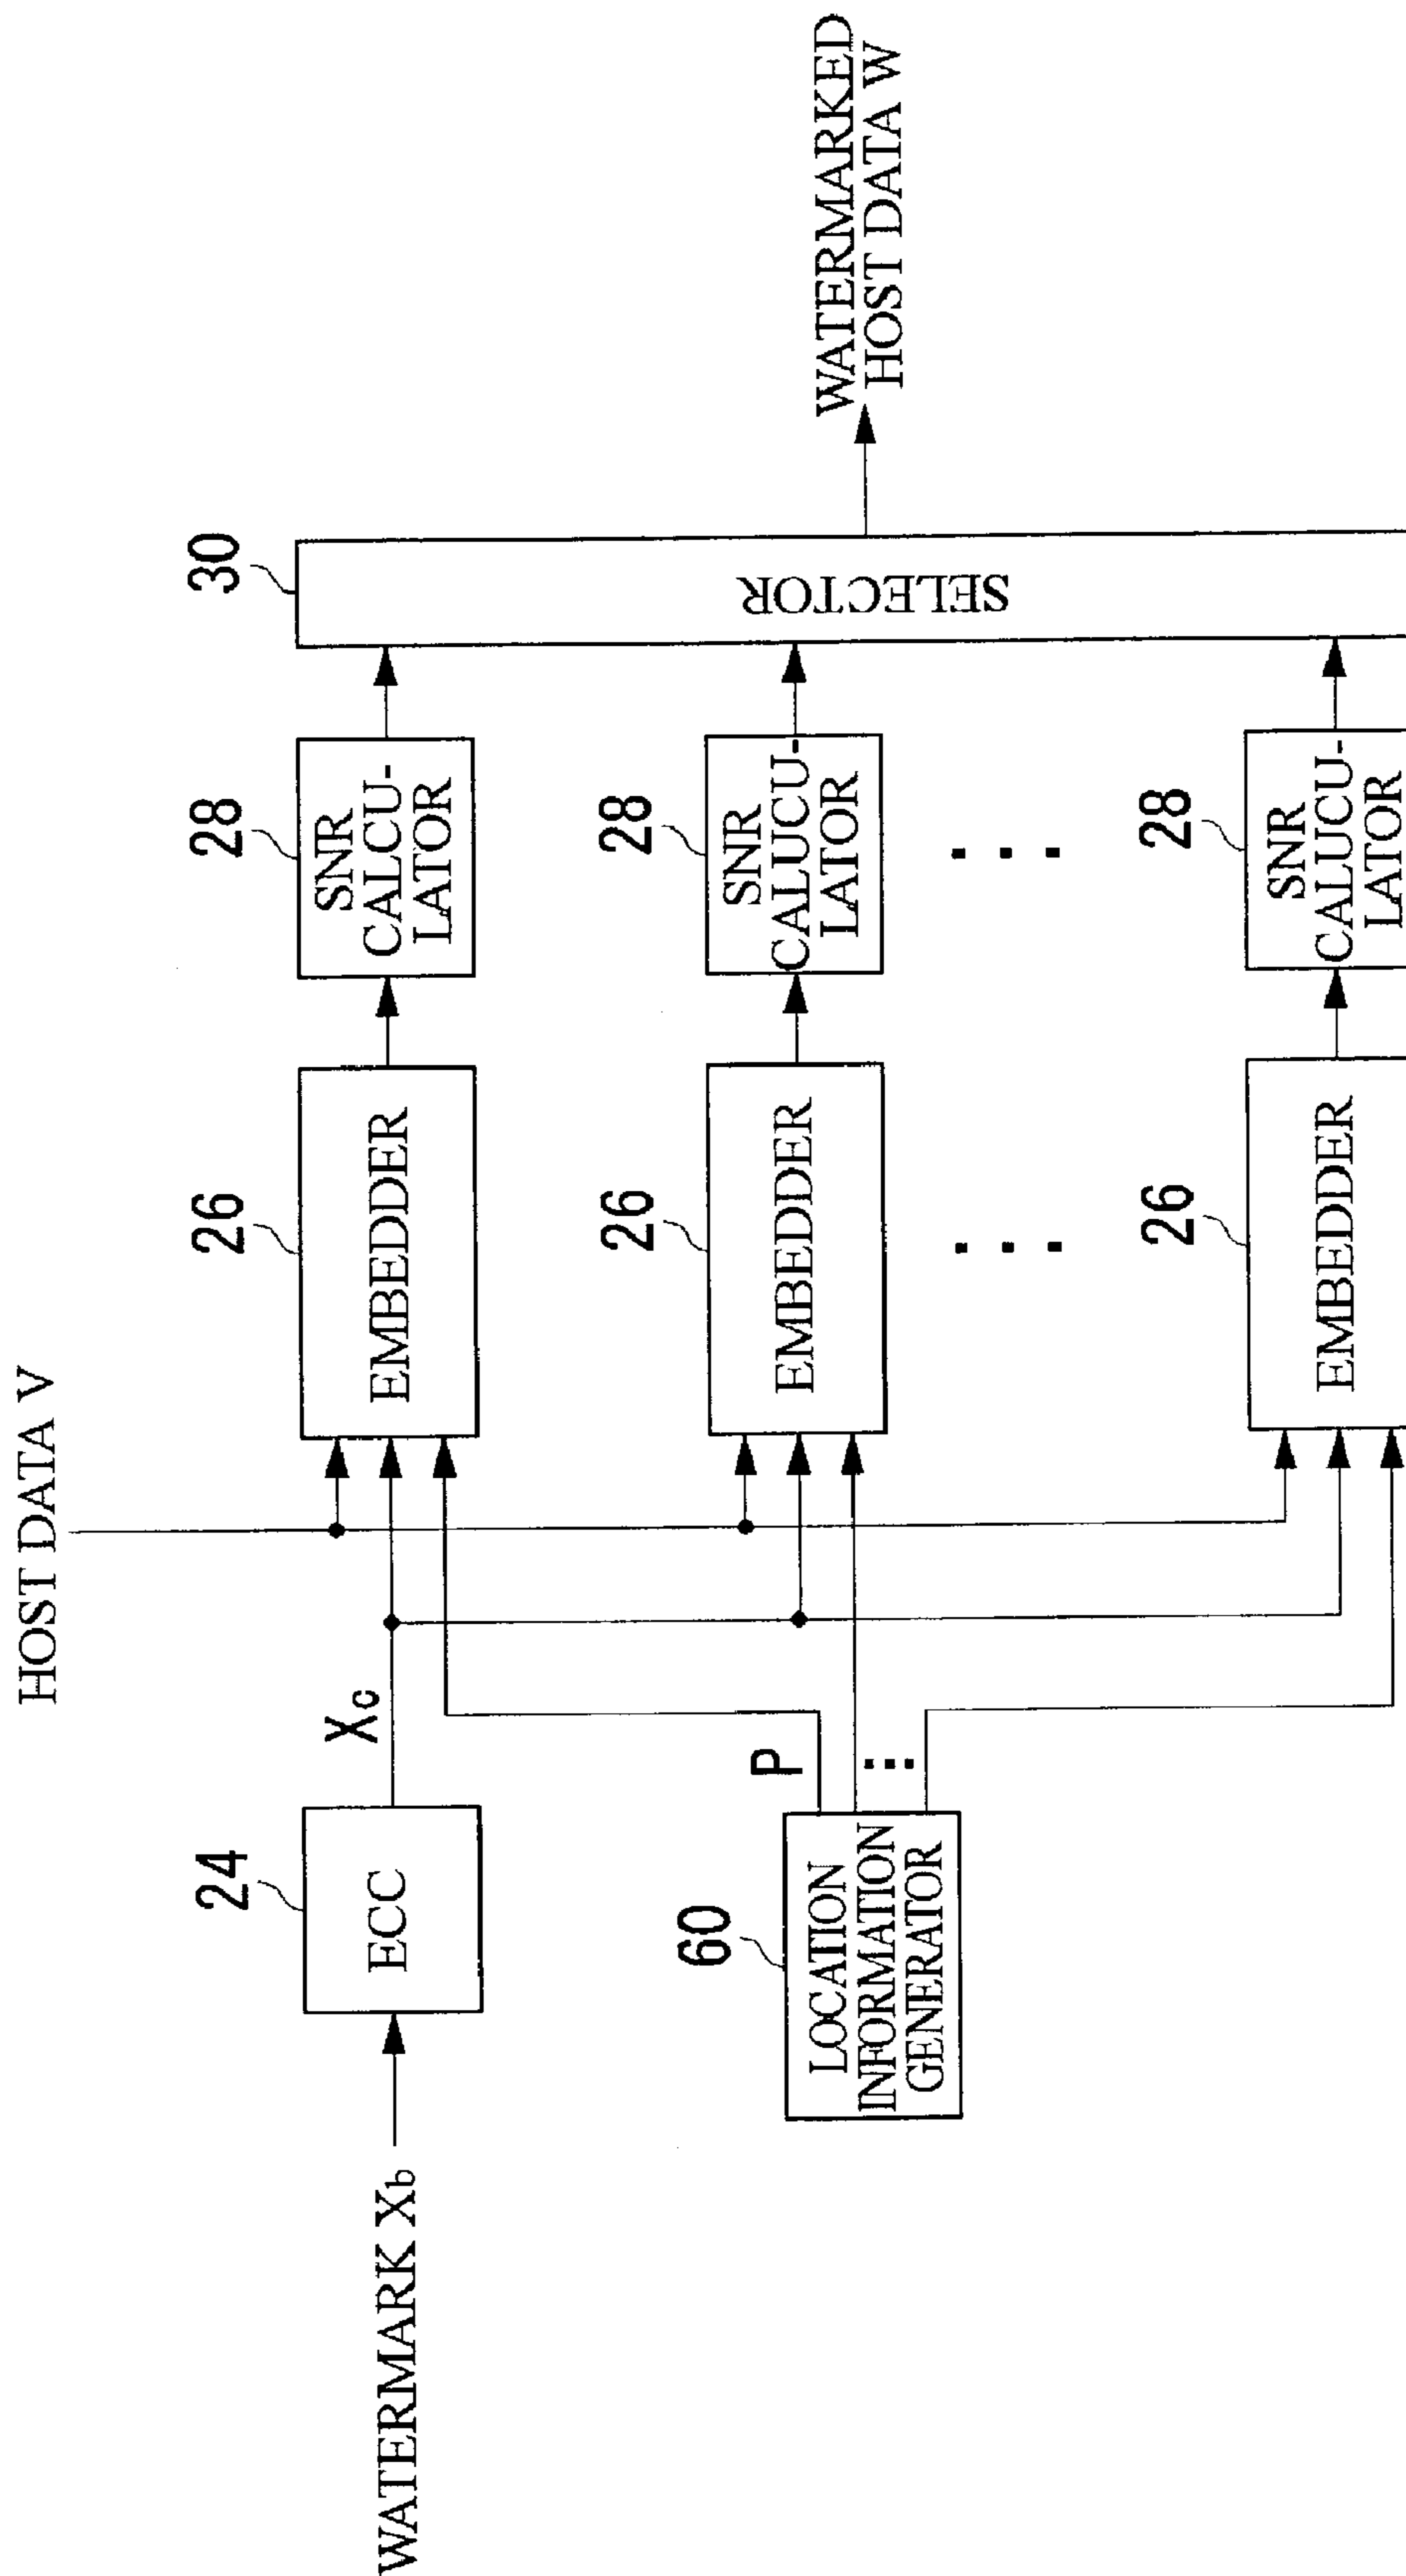 HOST DATA V
WATERMARK Xb
24
ECC
Xc
60
LOCATION
INFORMATION
GENERATOR
P
...
26
EMBEDDER
28
SNR
CALCU-
LATOR
26
EMBEDDER
28
SNR
CALUCU-
LATOR
...
...
26
EMBEDDER
28
SNR
CALUCU-
LATOR
30
SELECTOR
WATERMARKED
HOST DATA W